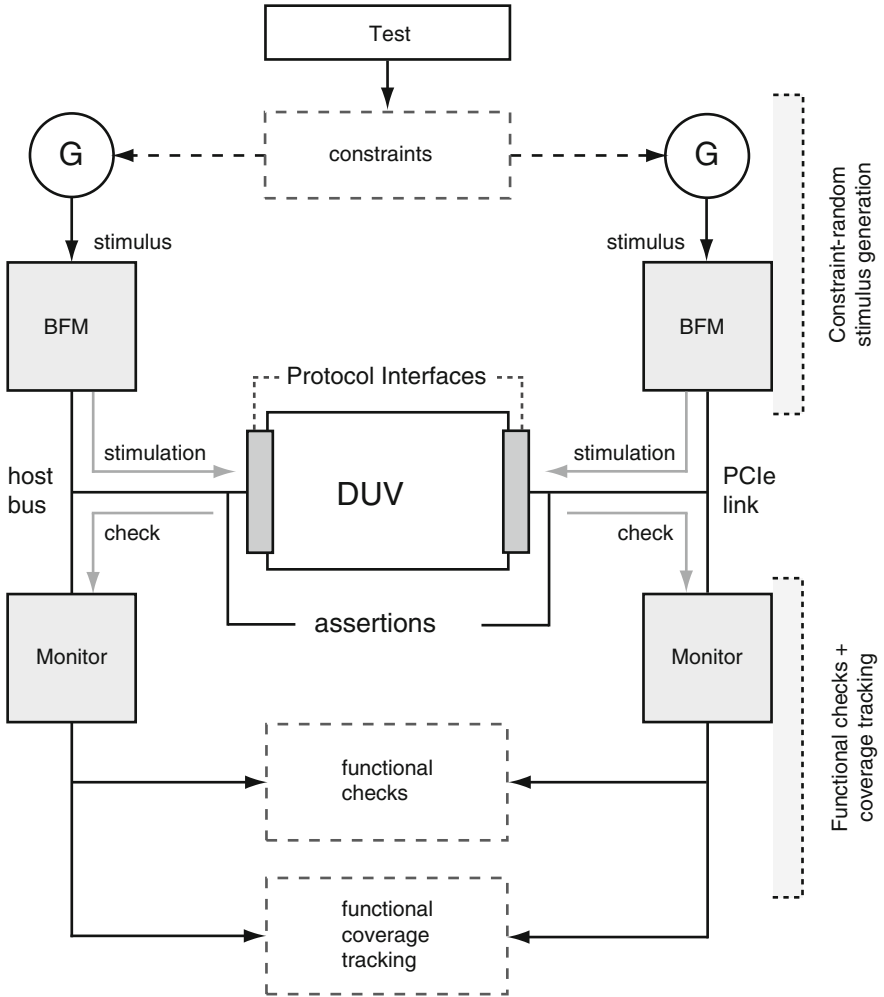 Test
G
constraints
G
stimulus
stimulus
Constraint-random
stimulus generation
BFM
BFM
Protocol Interfaces
stimulation
stimulation
host
bus
DUV
PCIe
link
check
check
assertions
Monitor
Monitor
Functional checks +
coverage tracking
functional
checks
functional
coverage
tracking